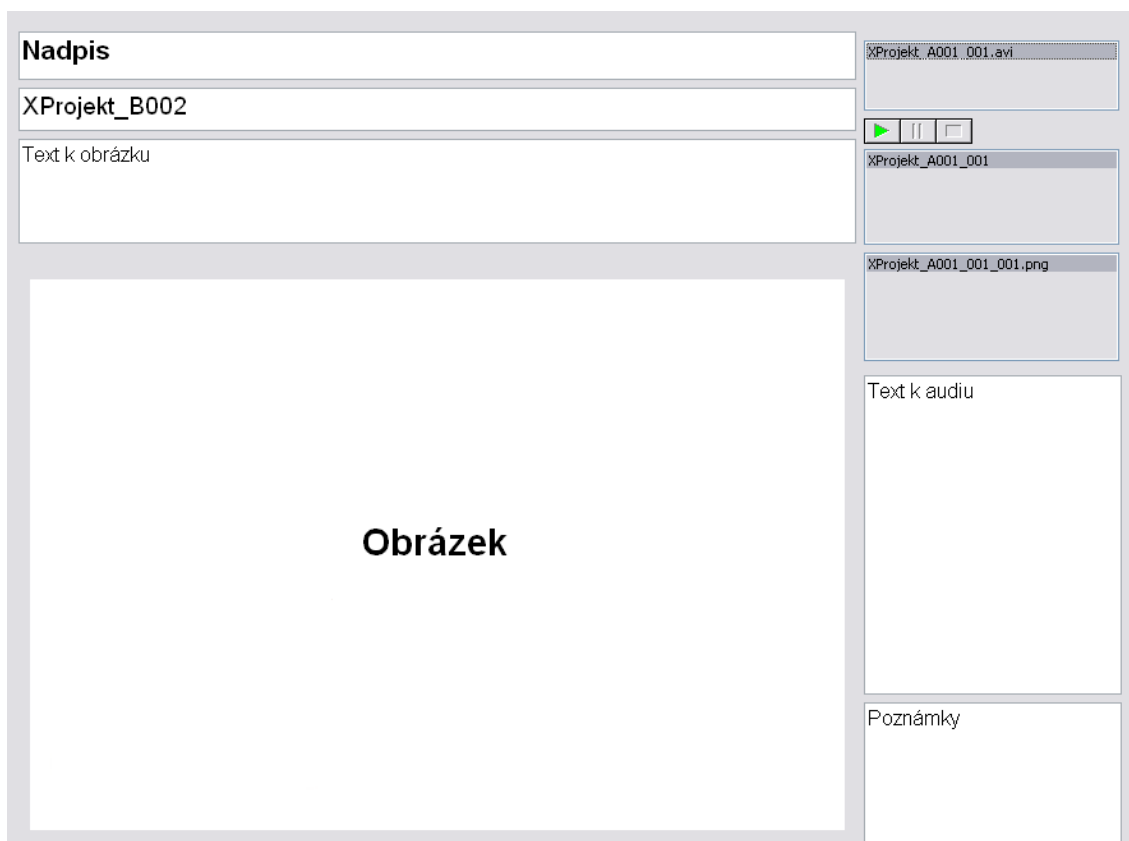 Nadpis
XProjekt_B002
Text k obrázku
Obrázek
XProjekt_A001_001.avi
XProjekt_A001_001
XProjekt_A001_001_001.png
Text k audiu
Poznámky